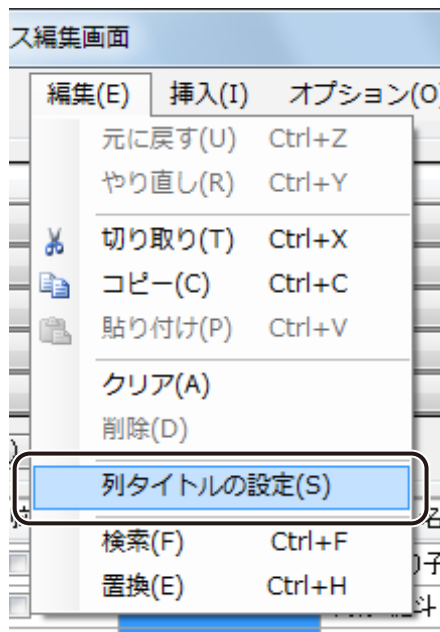 ス編集画面
編集(E) 挿入(I) オプション(O)
元に戻す(U) Ctrl+Z
やり直し(R) Ctrl+Y
切り取り(T) Ctrl+X
コピー(C) Ctrl+C
貼り付け(P) Ctrl+V
クリア(A)
削除(D)
列タイトルの設定(S)
検索(F) Ctrl+F
置換(E) Ctrl+H